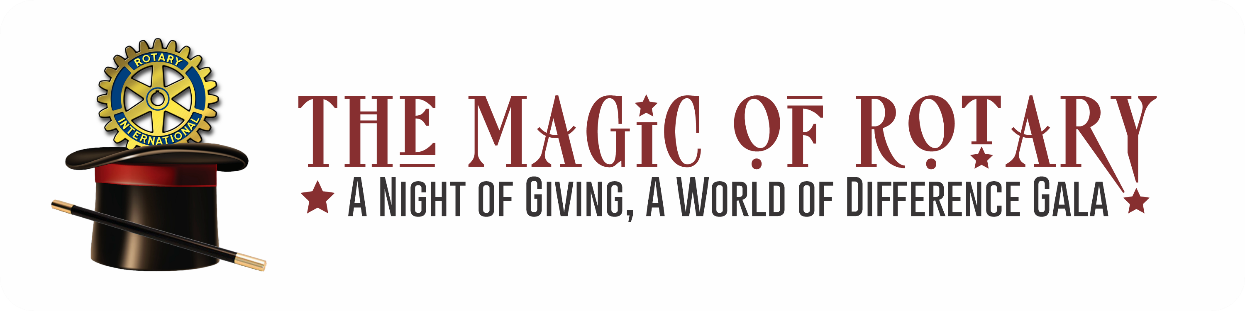 ROTARY
INTERNATIONAL
THE MAGIC OF ROTARY
A NIGHT OF GIVING, A WORLD OF DIFFERENCE GALA